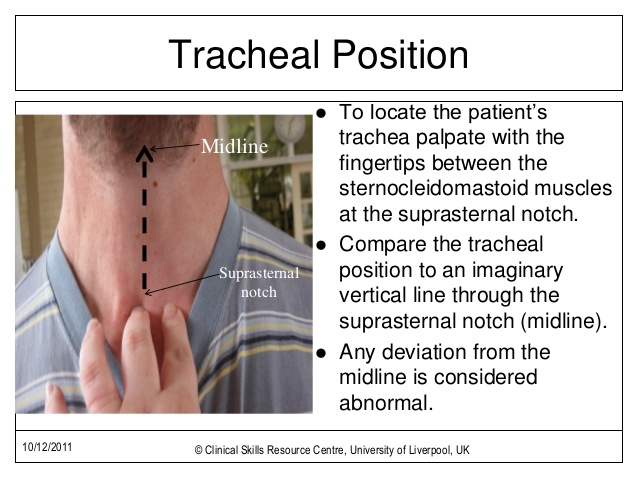 Tracheal Position
Midline
Suprasternal
notch
● To locate the patient's
trachea palpate with the
fingertips between the
sternocleidomastoid muscles
at the suprasternal notch.
● Compare the tracheal
position to an imaginary
vertical line through the
suprasternal notch (midline).
● Any deviation from the
midline is considered
abnormal.
10/12/2011
© Clinical Skills Resource Centre, University of Liverpool, UK